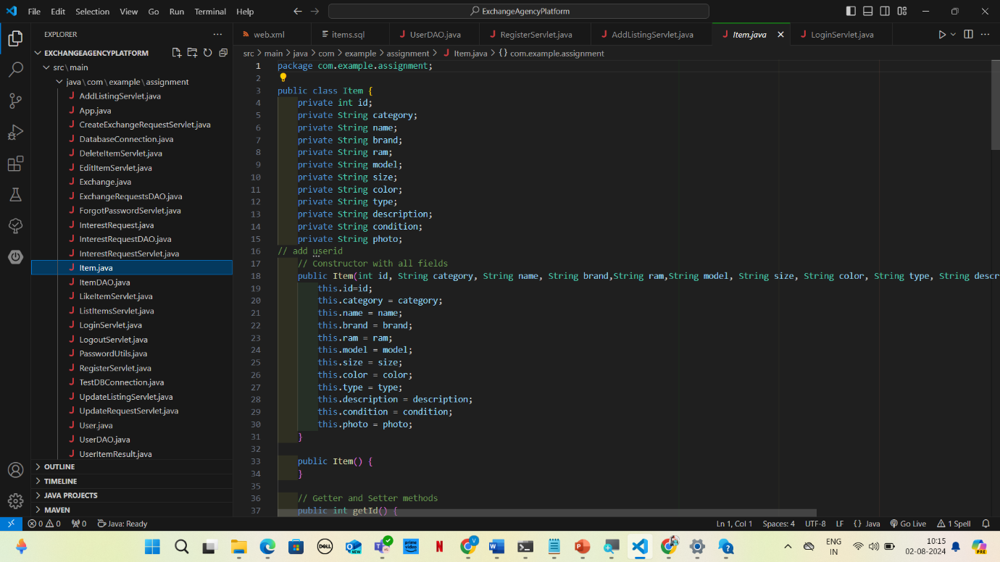 File Edit Selection View Go Run Terminal Help
ExchangeAgencyPlatform
EXPLORER
web.xml
items.sql
UserDAO.java
RegisterServlet.java
AddListingServlet.java
Item.java
LoginServlet.java
EXCHANGEAGENCYPLATFORM
src\main
java\com\example\assignment
AddListingServlet.java
App.java
CreateExchangeRequestServlet.java
DatabaseConnection.java
DeleteItemServlet.java
EditItemServlet.java
Exchange.java
ExchangeRequestsDAO.java
ForgotPasswordServlet.java
InterestRequest.java
InterestRequestDAO.java
InterestRequestServlet.java
Item.java
ItemDAO.java
LikeItemServlet.java
ListItemsServlet.java
LoginServlet.java
LogoutServlet.java
PasswordUtils.java
RegisterServlet.java
TestDBConnection.java
UpdateListingServlet.java
UpdateRequestServlet.java
User.java
UserDAO.java
UserItemResult.java
OUTLINE
TIMELINE
JAVA PROJECTS
MAVEN
src > main > java > com > example > assignment > Item.java > {} com.example.assignment
1 package com.example.assignment;
2
3 public class Item {
4 private int id;
5 private String category;
6 private String name;
7 private String brand;
8 private String ram;
9 private String model;
10 private String size;
11 private String color;
12 private String type;
13 private String description;
14 private String condition;
15 private String photo;
16 // add userid
17 // Constructor with all fields
18 public Item(int id, String category, String name, String brand,String ram,String model, String size, String color, String type, String descr
19 this.id=id;
20 this.category = category;
21 this.name = name;
22 this.brand = brand;
23 this.ram = ram;
24 this.model = model;
25 this.size = size;
26 this.color = color;
27 this.type = type;
28 this.description = description;
29 this.condition = condition;
30 this.photo = photo;
31 }
32
33 public Item() {
34 }
35
36 // Getter and Setter methods
37 public int getId() {
0 0 0 Java: Ready
Ln 1, Col 1 Spaces: 4 UTF-8 LF {} Java Go Live 1 Spell
DELL
NEW
prime video
N
ENG
IN
10:15
02-08-2024
PRE